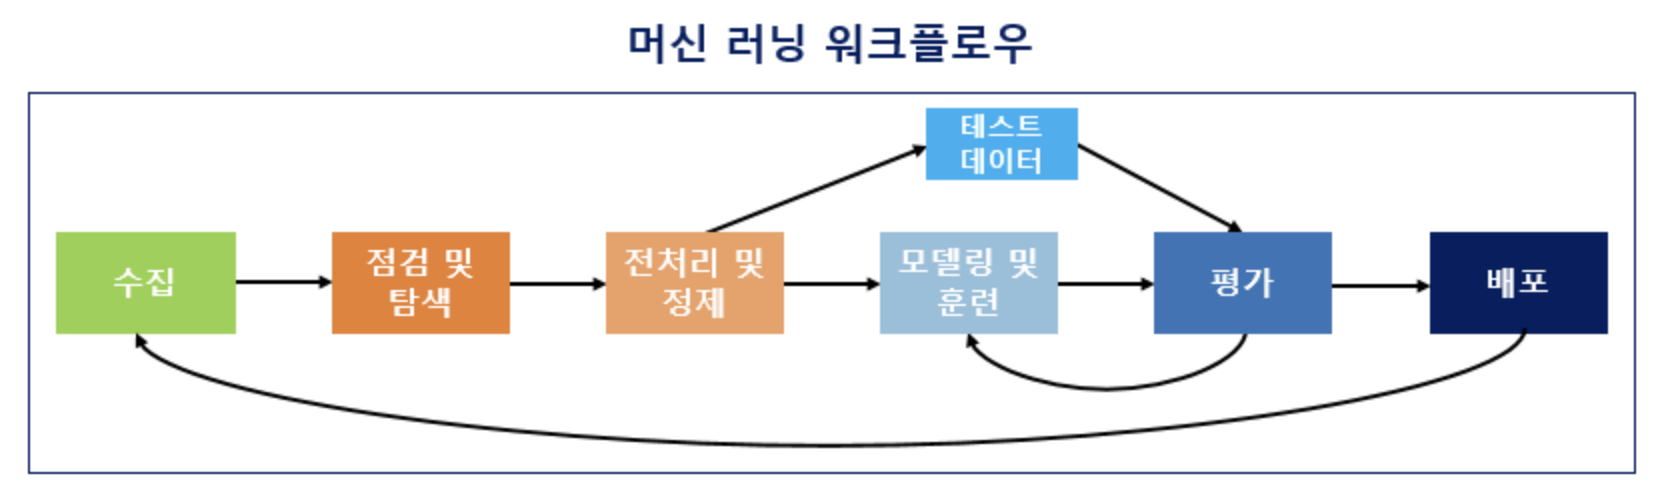 머신 러닝 워크플로우
테스트
데이터
수집
점검 및
탐색
전처리 및
정제
모델링 및
훈련
평가
배포